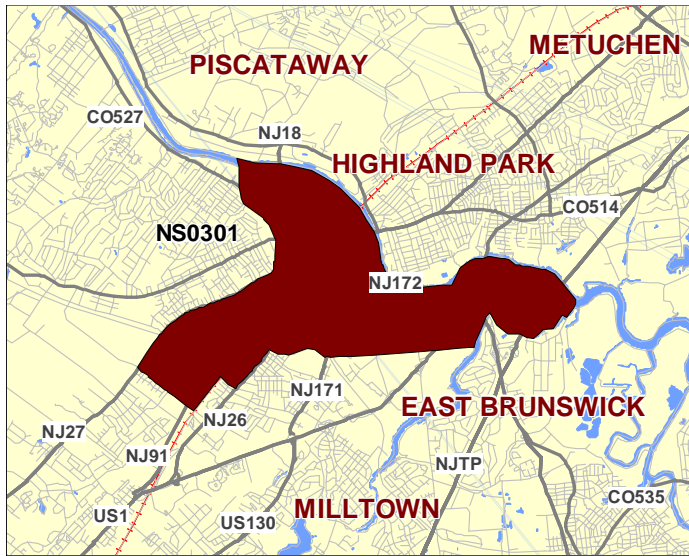 METUCHEN
PISCATAWAY
CO527
NJ18
HIGHLAND PARK
CO514
NS0301
NJ172
EAST BRUNSWICK
NJ171
NJ26
NJ27
NJ91
NJTP
CO535
MILLTOWN
US1
US130